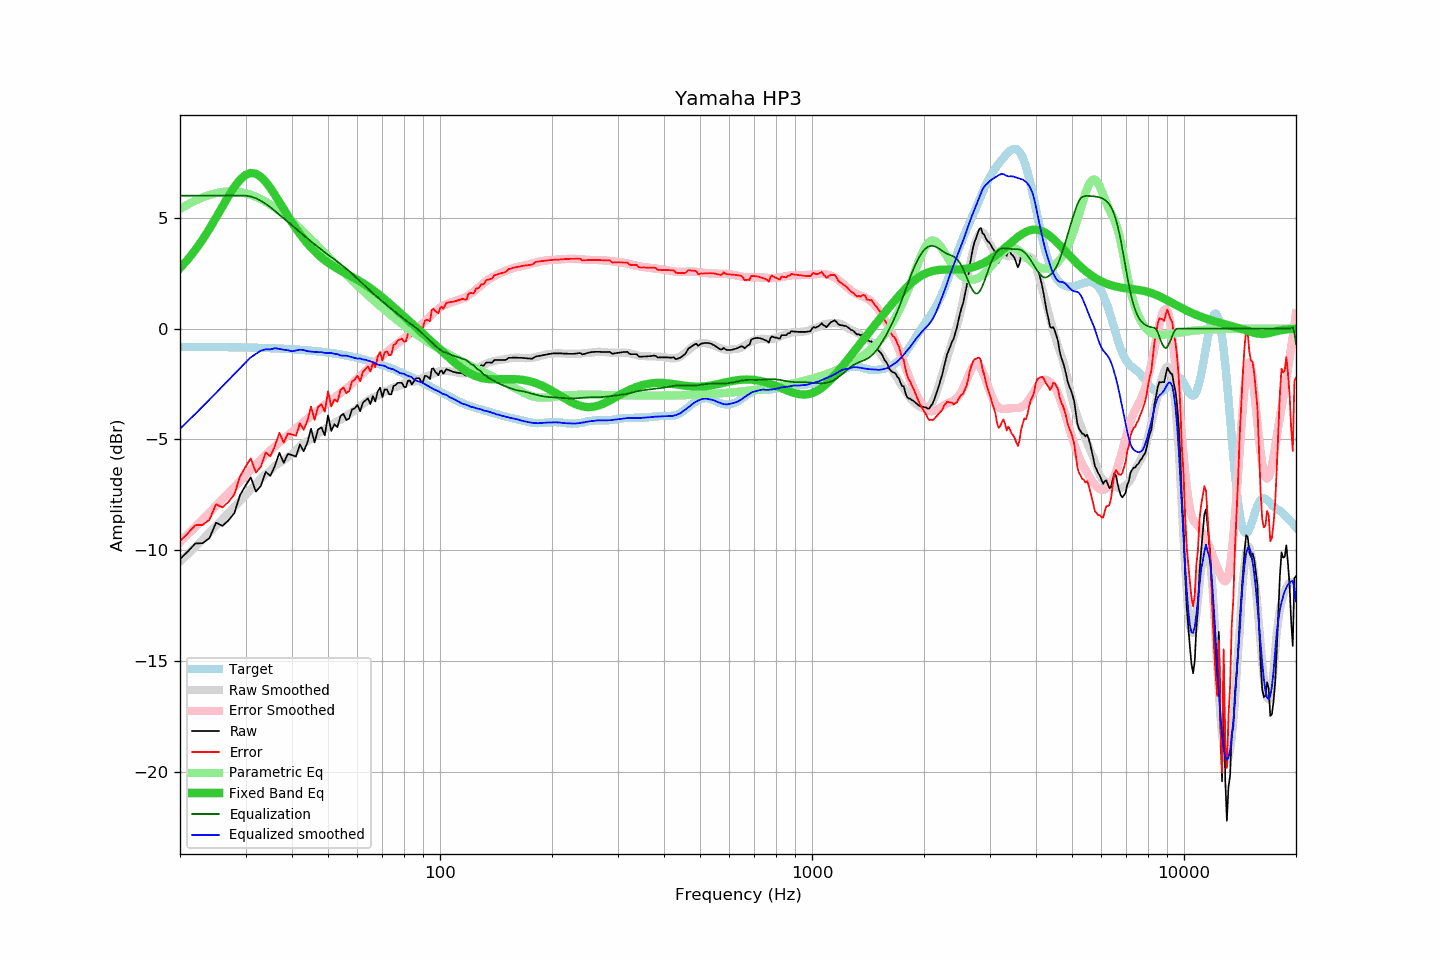 Yamaha HP3
5
0
−5
−10
−15
−20
Amplitude (dBr)
Target
Raw Smoothed
Error Smoothed
Raw
Error
Parametric Eq
Fixed Band Eq
Equalization
Equalized smoothed
100
1000
10000
Frequency (Hz)